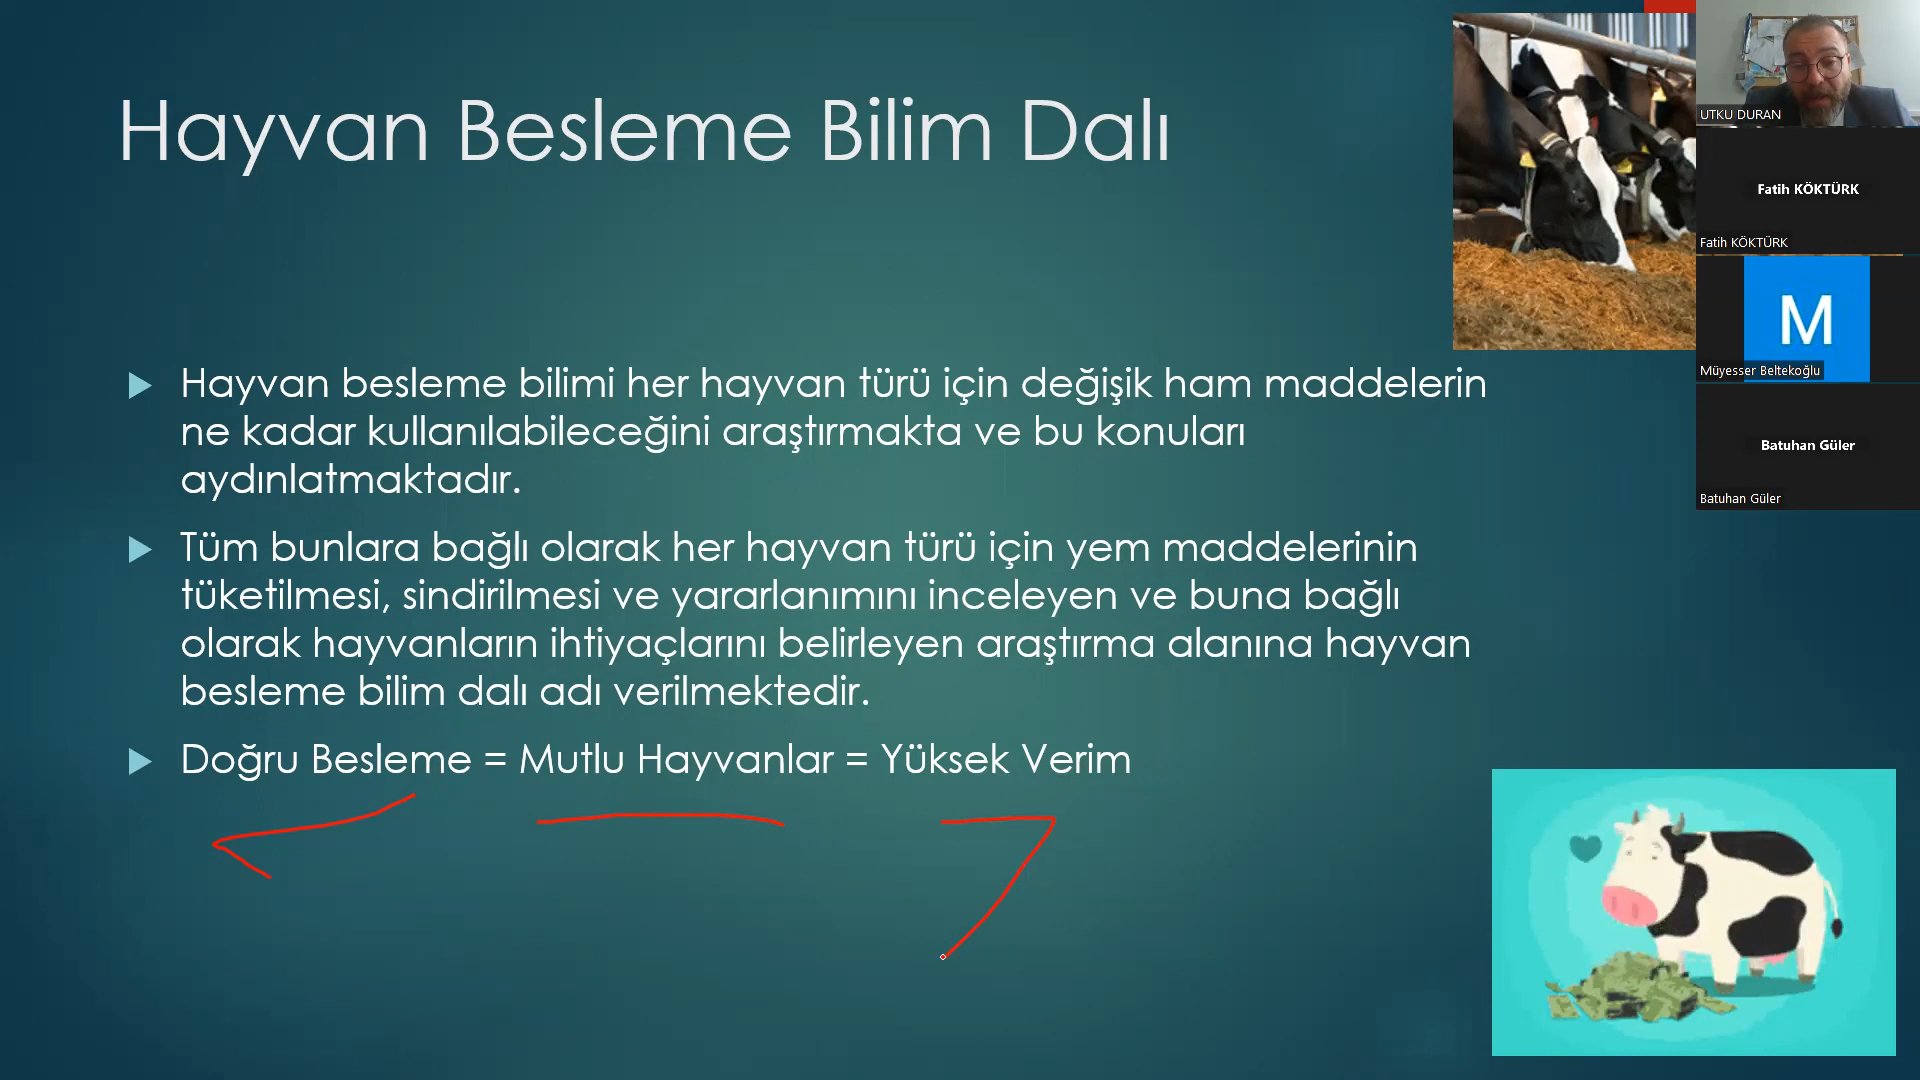 Hayvan Besleme Bilim Dalı
Hayvan besleme bilimi her hayvan türü için değişik ham maddelerin
ne kadar kullanılabileceğini araştırmakta ve bu konuları
aydınlatmaktadır.
Tüm bunlara bağlı olarak her hayvan türü için yem maddelerinin
tüketilmesi, sindirilmesi ve yararlanımını inceleyen ve buna bağlı
olarak hayvanların ihtiyaçlarını belirleyen araştırma alanına hayvan
besleme bilim dalı adı verilmektedir.
Doğru Besleme = Mutlu Hayvanlar = Yüksek Verim
UTKU DURAN
Fatih KÖKTÜRK
Fatih KÖKTÜRK
M
Müyesser Beltekoğlu
Batuhan Güler
Batuhan Güler